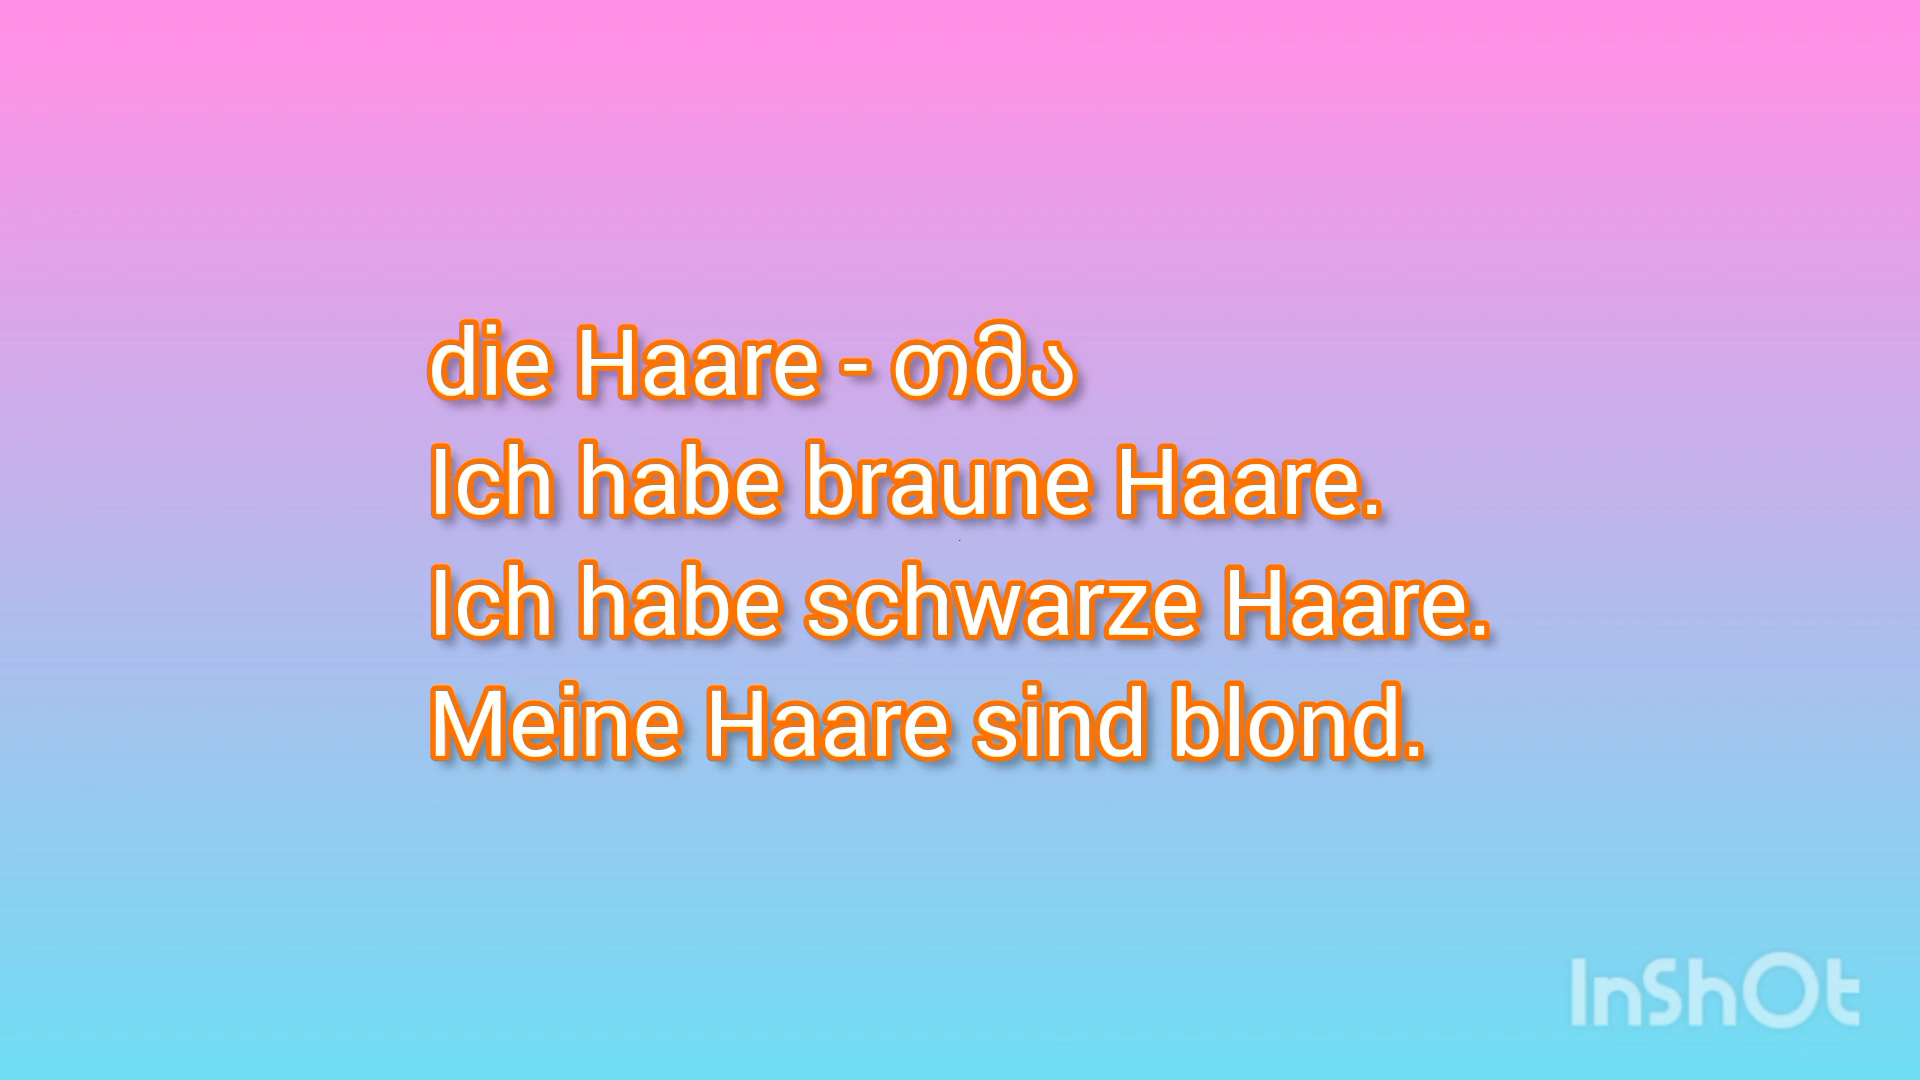 die Haare - თმა
Ich habe braune Haare.
Ich habe schwarze Haare.
Meine Haare sind blond.
InShOt